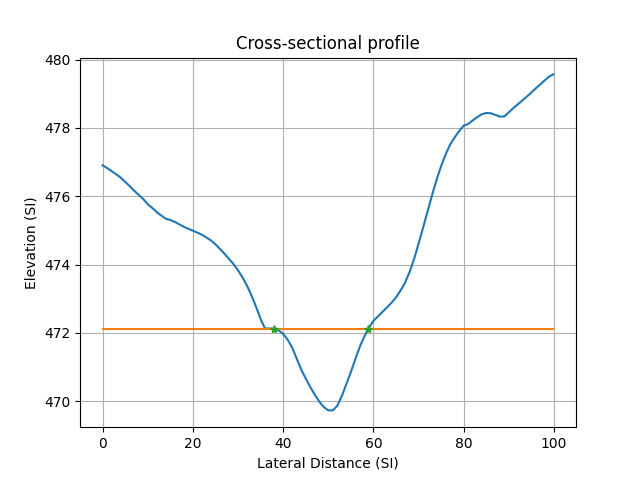 Cross-sectional profile
480
478
476
474
472
470
Elevation (SI)
0 20 40 60 80 100
Lateral Distance (SI)